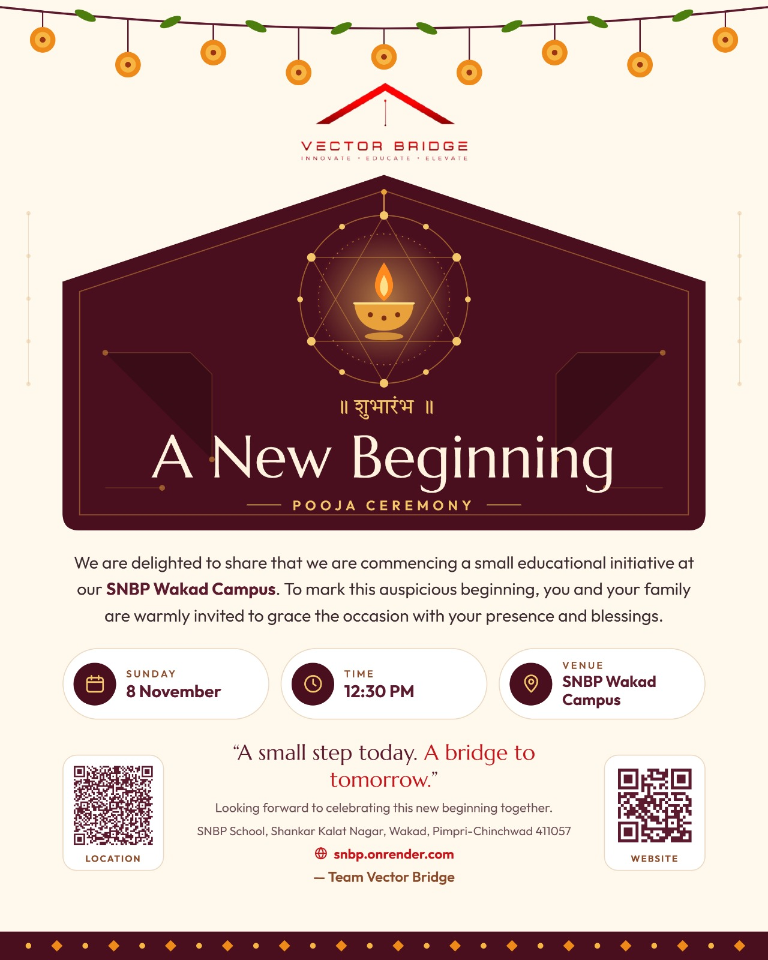 VECTOR BRIDGE
INNOVATE • EDUCATE • ELEVATE
॥ शुभारंभ ॥
A New Beginning
POOJA CEREMONY
We are delighted to share that we are commencing a small educational initiative at
our SNBP Wakad Campus. To mark this auspicious beginning, you and your family
are warmly invited to grace the occasion with your presence and blessings.
SUNDAY
8 November
TIME
12:30 PM
VENUE
SNBP Wakad
Campus
“A small step today. A bridge to
tomorrow.”
Looking forward to celebrating this new beginning together.
SNBP School, Shankar Kalat Nagar, Wakad, Pimpri-Chinchwad 411057
snbp.onrender.com
— Team Vector Bridge
LOCATION
WEBSITE